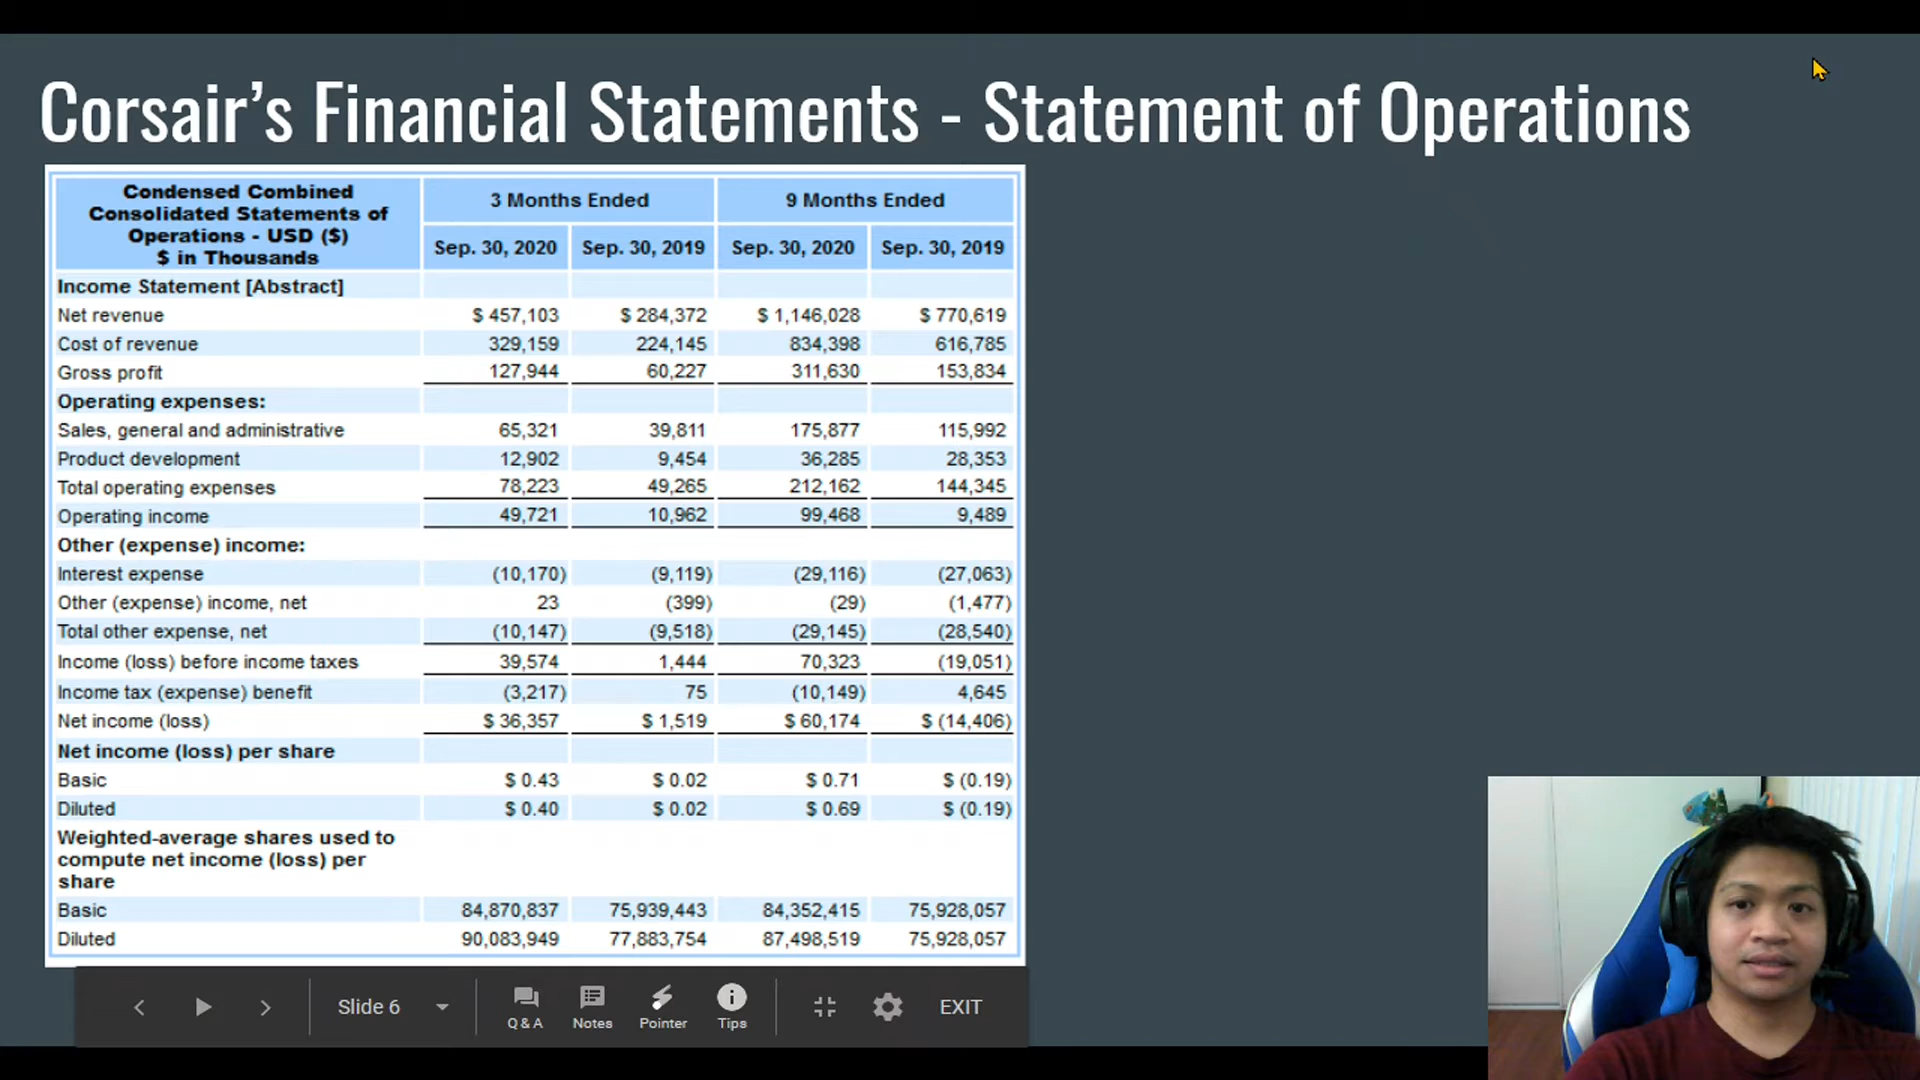 Corsair's Financial Statements - Statement of Operations
Condensed Combined
Consolidated Statements of
Operations - USD ($)
$ in Thousands
3 Months Ended
9 Months Ended
Sep. 30, 2020
Sep. 30, 2019
Sep. 30, 2020
Sep. 30, 2019
Income Statement [Abstract]
Net revenue $ 457,103 $ 284,372 $ 1,146,028 $ 770,619
Cost of revenue 329,159 224,145 834,398 616,785
Gross profit 127,944 60,227 311,630 153,834
Operating expenses:
Sales, general and administrative 65,321 39,811 175,877 115,992
Product development 12,902 9,454 36,285 28,353
Total operating expenses 78,223 49,265 212,162 144,345
Operating income 49,721 10,962 99,468 9,489
Other (expense) income:
Interest expense (10,170) (9,119) (29,116) (27,063)
Other (expense) income, net 23 (399) (29) (1,477)
Total other expense, net (10,147) (9,518) (29,145) (28,540)
Income (loss) before income taxes 39,574 1,444 70,323 (19,051)
Income tax (expense) benefit (3,217) 75 (10,149) 4,645
Net income (loss) $ 36,357 $ 1,519 $ 60,174 $ (14,406)
Net income (loss) per share
Basic $ 0.43 $ 0.02 $ 0.71 $ (0.19)
Diluted $ 0.40 $ 0.02 $ 0.69 $ (0.19)
Weighted-average shares used to
compute net income (loss) per
share
Basic 84,870,837 75,939,443 84,352,415 75,928,057
Diluted 90,083,949 77,883,754 87,498,519 75,928,057
Slide 6
Q & A
Notes
Pointer
Tips
EXIT